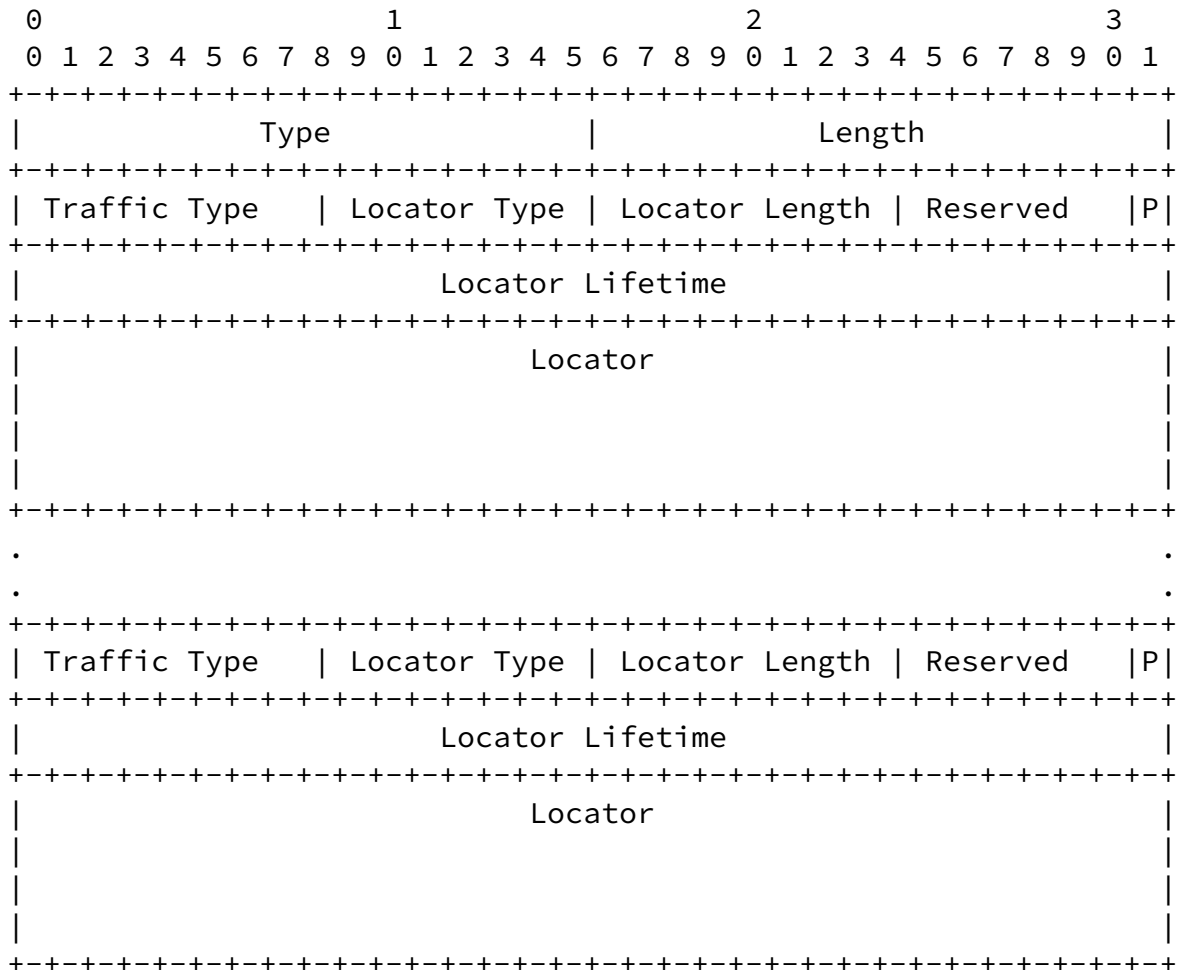 0                   1                   2                   3
 0 1 2 3 4 5 6 7 8 9 0 1 2 3 4 5 6 7 8 9 0 1 2 3 4 5 6 7 8 9 0 1
+-+-+-+-+-+-+-+-+-+-+-+-+-+-+-+-+-+-+-+-+-+-+-+-+-+-+-+-+-+-+-+-+
|             Type              |            Length             |
+-+-+-+-+-+-+-+-+-+-+-+-+-+-+-+-+-+-+-+-+-+-+-+-+-+-+-+-+-+-+-+-+
| Traffic Type   | Locator Type | Locator Length | Reserved   |P|
+-+-+-+-+-+-+-+-+-+-+-+-+-+-+-+-+-+-+-+-+-+-+-+-+-+-+-+-+-+-+-+-+
|                       Locator Lifetime                        |
+-+-+-+-+-+-+-+-+-+-+-+-+-+-+-+-+-+-+-+-+-+-+-+-+-+-+-+-+-+-+-+-+
|                            Locator                            |
|                                                               |
|                                                               |
|                                                               |
+-+-+-+-+-+-+-+-+-+-+-+-+-+-+-+-+-+-+-+-+-+-+-+-+-+-+-+-+-+-+-+-+
.                                                               .
.                                                               .
+-+-+-+-+-+-+-+-+-+-+-+-+-+-+-+-+-+-+-+-+-+-+-+-+-+-+-+-+-+-+-+-+
| Traffic Type   | Locator Type | Locator Length | Reserved   |P|
+-+-+-+-+-+-+-+-+-+-+-+-+-+-+-+-+-+-+-+-+-+-+-+-+-+-+-+-+-+-+-+-+
|                       Locator Lifetime                        |
+-+-+-+-+-+-+-+-+-+-+-+-+-+-+-+-+-+-+-+-+-+-+-+-+-+-+-+-+-+-+-+-+
|                            Locator                            |
|                                                               |
|                                                               |
|                                                               |
+-+-+-+-+-+-+-+-+-+-+-+-+-+-+-+-+-+-+-+-+-+-+-+-+-+-+-+-+-+-+-+-+